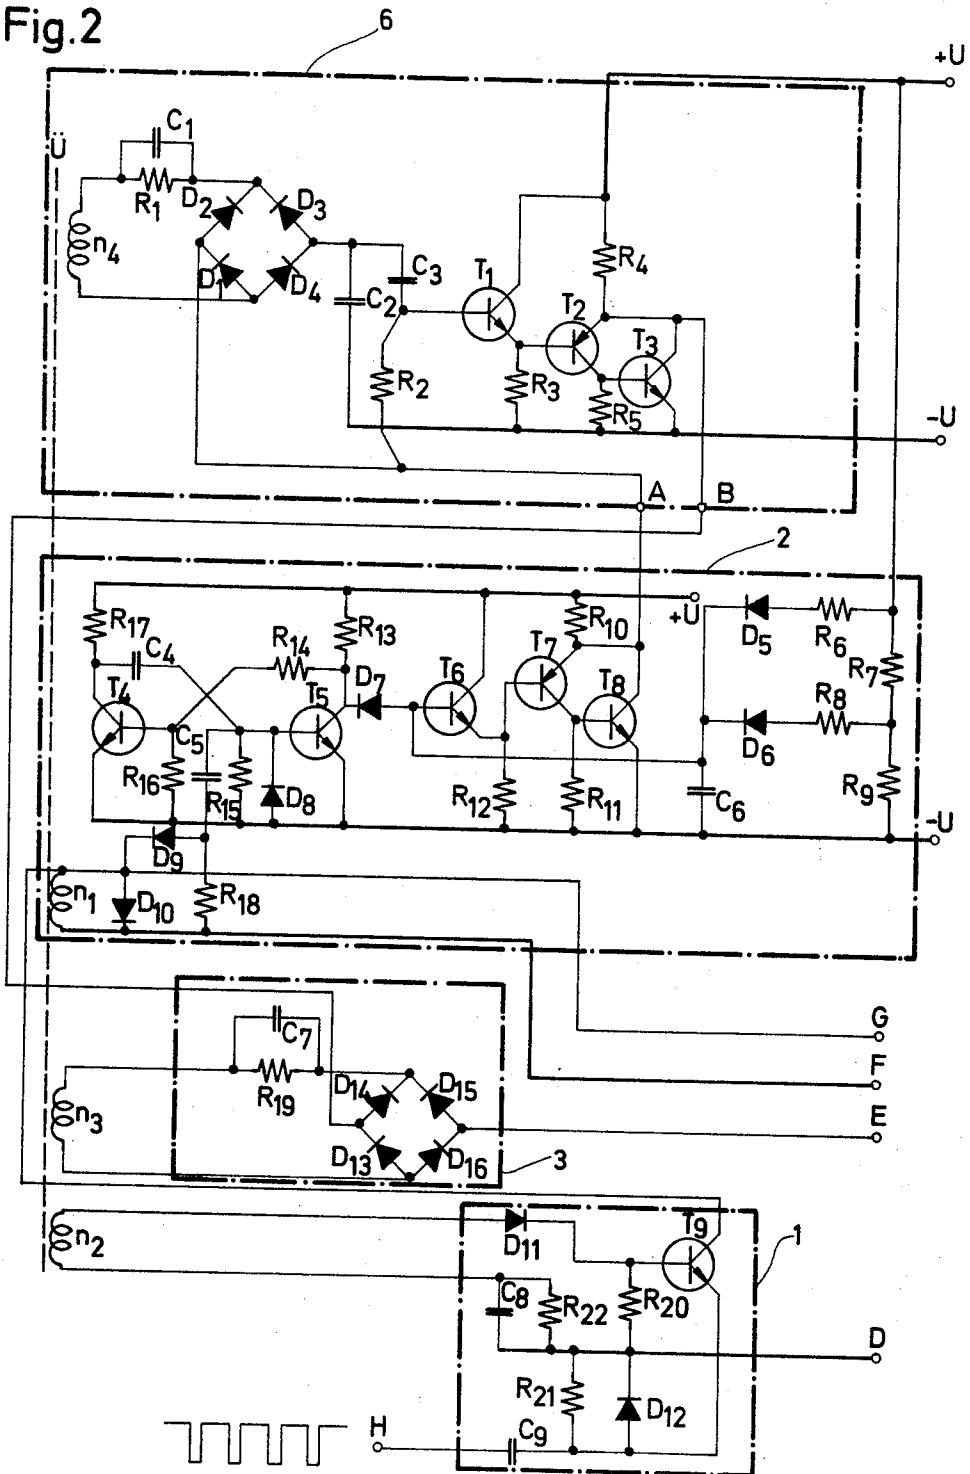 Fig.2
6
+U
Ü
C1
R1
D2
D3
n4
D1
D4
C3
C2
R2
T1
R4
T2
T3
R3
R5
-U
A
B
2
R17
C4
R14
R13
R10
+U
D5
R6
R7
T4
T5
D7
T6
T7
T8
R8
D6
R16
C5
R15
D8
R12
R11
C6
R9
-U
D9
n1
D10
R18
G
F
E
C7
R19
D14
D15
n3
D13
D16
3
n2
D11
T9
1
C8
R22
R20
D
R21
D12
H
C9